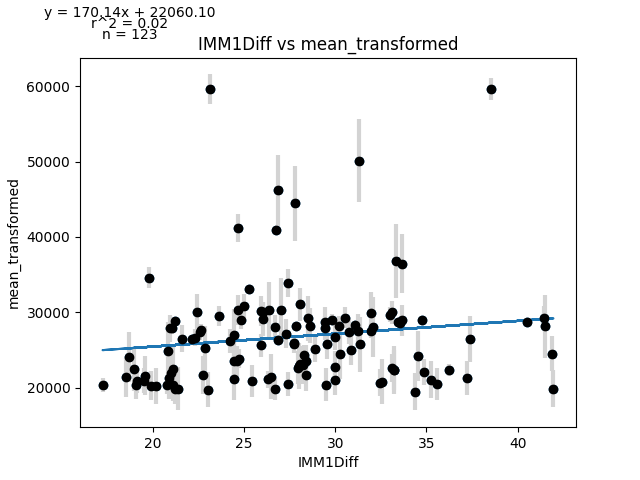 y = 170.14x + 22060.10
r^2 = 0.02
n = 123
IMM1Diff vs mean_transformed
60000
50000
40000
30000
20000
mean_transformed
20 25 30 35 40
IMM1Diff